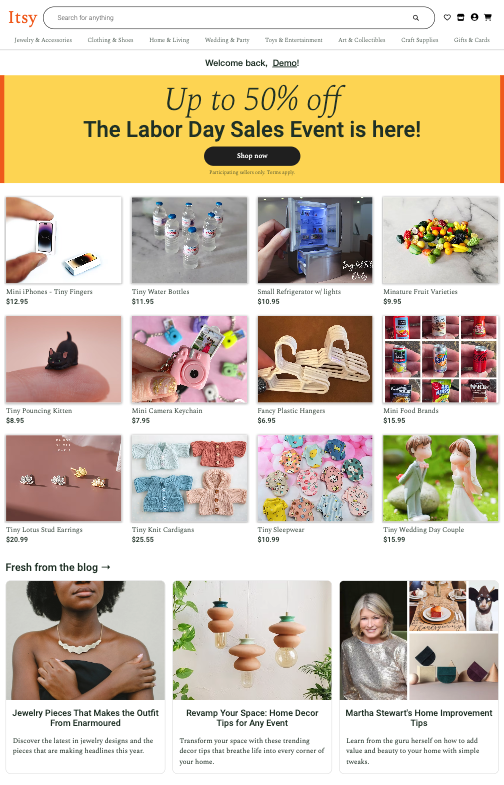 Itsy
Search for anything
Jewelry & Accessories
Clothing & Shoes
Home & Living
Wedding & Party
Toys & Entertainment
Art & Collectibles
Craft Supplies
Gifts & Cards
Welcome back, Demo!
Up to 50% off
The Labor Day Sales Event is here!
Shop now
Participating sellers only. Terms apply.
Mini iPhones - Tiny Fingers
$12.95
Tiny Water Bottles
$11.95
Small Refrigerator w/ lights
$10.95
Minature Fruit Varieties
$9.95
Tiny Pouncing Kitten
$8.95
Mini Camera Keychain
$7.95
Fancy Plastic Hangers
$6.95
Mini Food Brands
$15.95
Tiny Lotus Stud Earrings
$20.99
Tiny Knit Cardigans
$25.55
Tiny Sleepwear
$10.99
Tiny Wedding Day Couple
$15.99
Fresh from the blog →
Jewelry Pieces That Makes the Outfit
From Enarmoured
Discover the latest in jewelry designs and the
pieces that are making headlines this year.
Revamp Your Space: Home Decor
Tips for Any Event
Transform your space with these trending
decor tips that breathe life into every corner of
your home.
Martha Stewart's Home Improvement
Tips
Learn from the guru herself on how to add
value and beauty to your home with simple
tweaks.